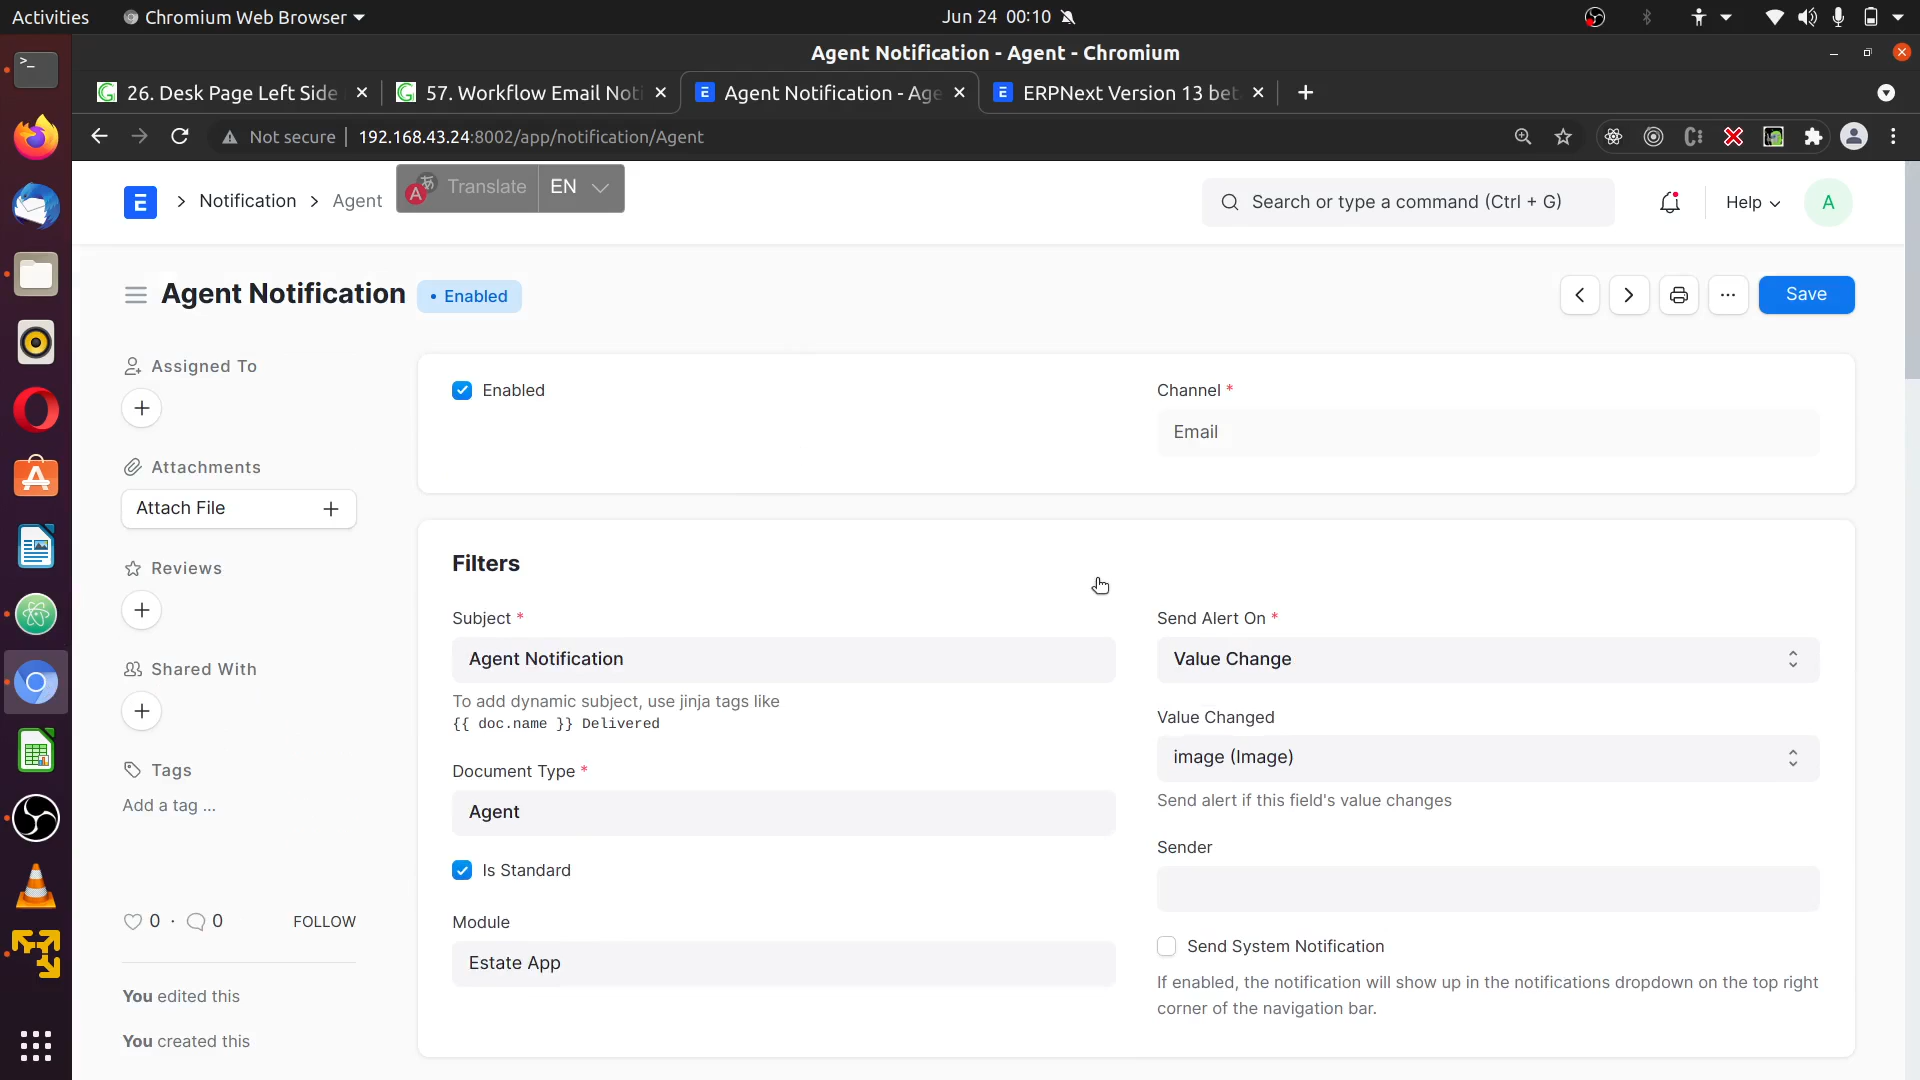 Activities
Chromium Web Browser
Jun 24 00:10
Agent Notification - Agent - Chromium
26. Desk Page Left Side
57. Workflow Email Noti
Agent Notification - Age
ERPNext Version 13 bet
Not secure
192.168.43.24:8002/app/notification/Agent
E
Notification
Agent
Translate
EN
Search or type a command (Ctrl + G)
Help
A
Agent Notification
Enabled
Save
Assigned To
Attachments
Attach File
Reviews
Shared With
Tags
Add a tag ...
0 · 0
FOLLOW
You edited this
You created this
Enabled
Channel *
Email
Filters
Subject *
Agent Notification
To add dynamic subject, use jinja tags like
{{ doc.name }} Delivered
Document Type *
Agent
Is Standard
Module
Estate App
Send Alert On *
Value Change
Value Changed
image (Image)
Send alert if this field's value changes
Sender
Send System Notification
If enabled, the notification will show up in the notifications dropdown on the top right
corner of the navigation bar.